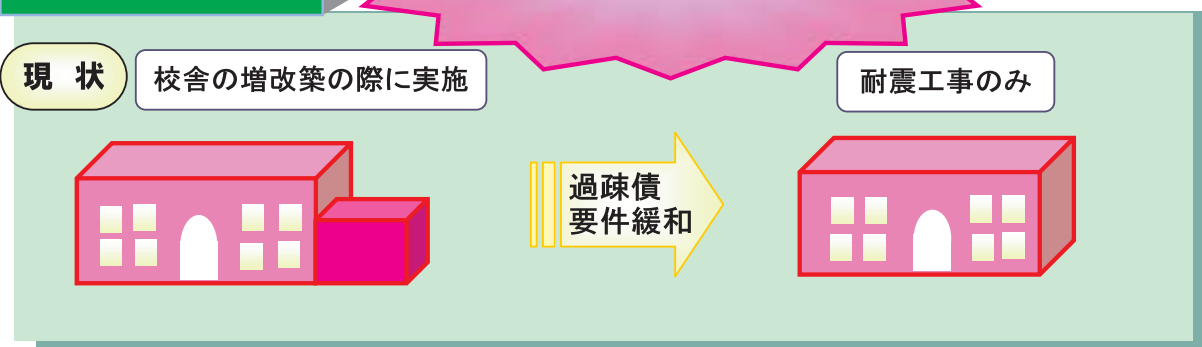 現状
校舎の増改築の際に実施
耐震工事のみ
過疎債
要件緩和